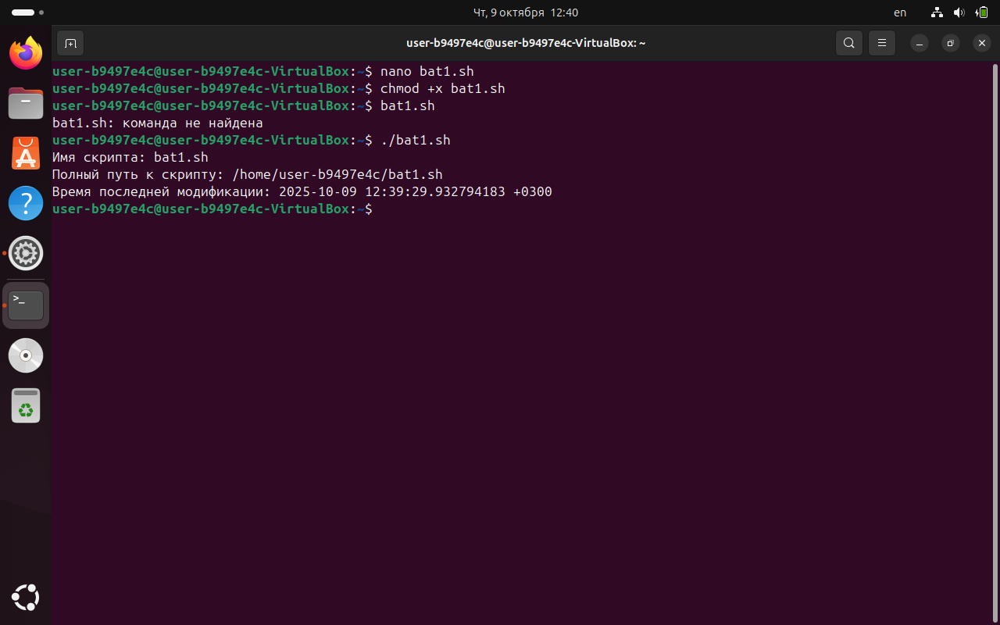 Чт, 9 октября 12:40
en
user-b9497e4c@user-b9497e4c-VirtualBox: ~
user-b9497e4c@user-b9497e4c-VirtualBox:~$ nano bat1.sh
user-b9497e4c@user-b9497e4c-VirtualBox:~$ chmod +x bat1.sh
user-b9497e4c@user-b9497e4c-VirtualBox:~$ bat1.sh
bat1.sh: команда не найдена
user-b9497e4c@user-b9497e4c-VirtualBox:~$ ./bat1.sh
Имя скрипта: bat1.sh
Полный путь к скрипту: /home/user-b9497e4c/bat1.sh
Время последней модификации: 2025-10-09 12:39:29.932794183 +0300
user-b9497e4c@user-b9497e4c-VirtualBox:~$